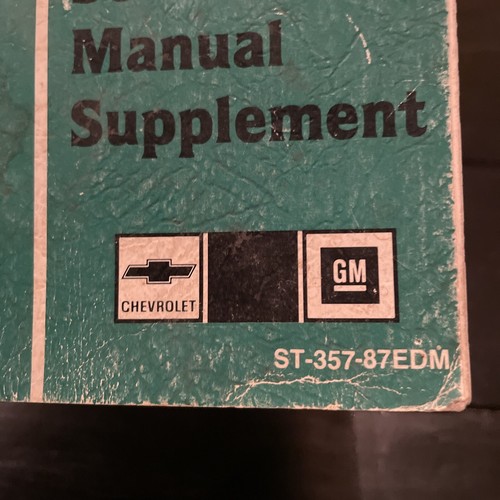 Manual
Supplement
CHEVROLET
GM
ST-357-87EDM